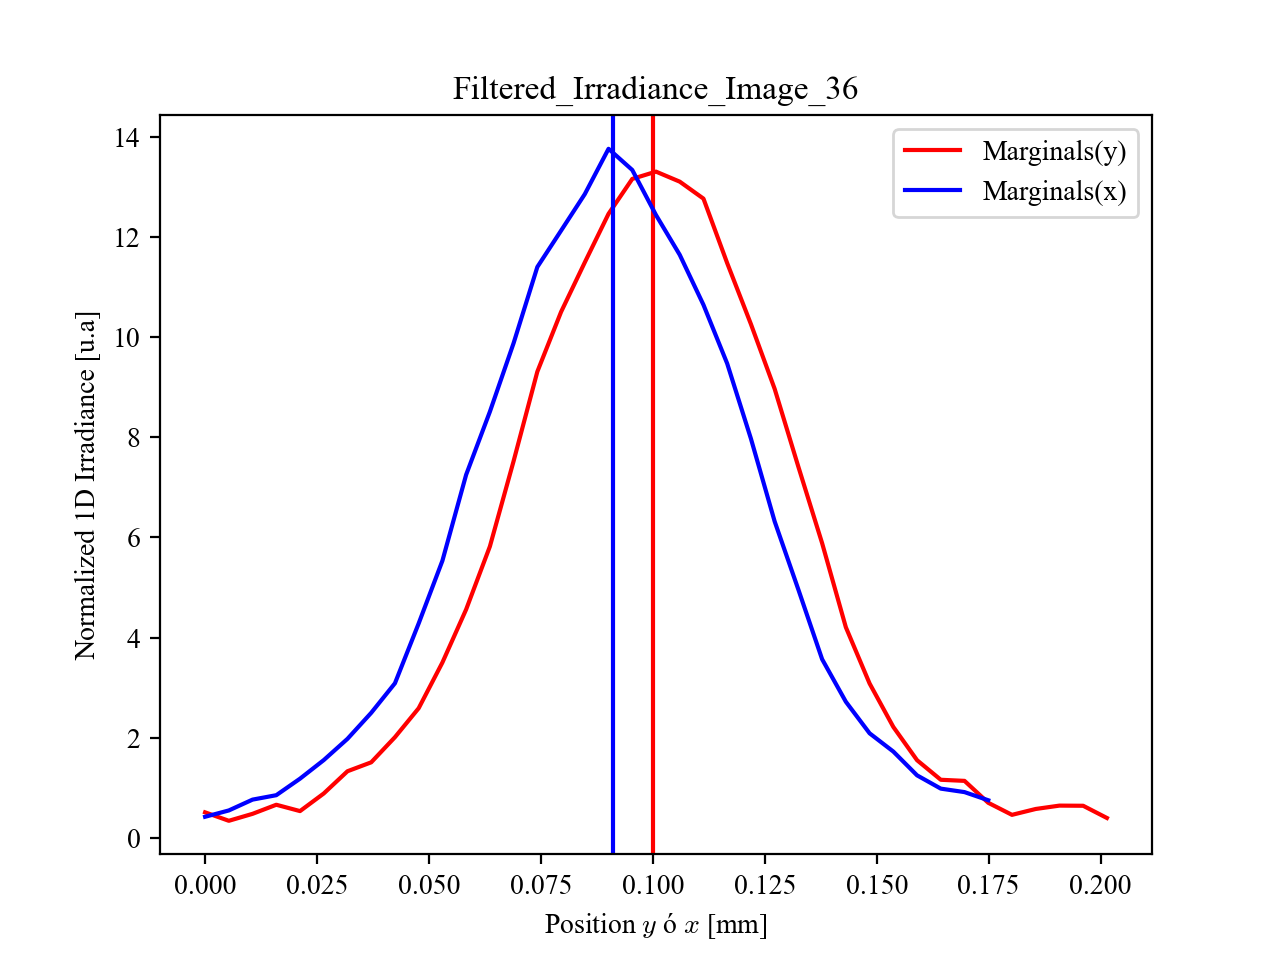 Filtered_Irradiance_Image_36
Marginals(y)
Marginals(x)
14
12
10
8
6
4
2
0
Normalized 1D Irradiance [u.a]
0.000 0.025 0.050 0.075 0.100 0.125 0.150 0.175 0.200
Position y ó x [mm]